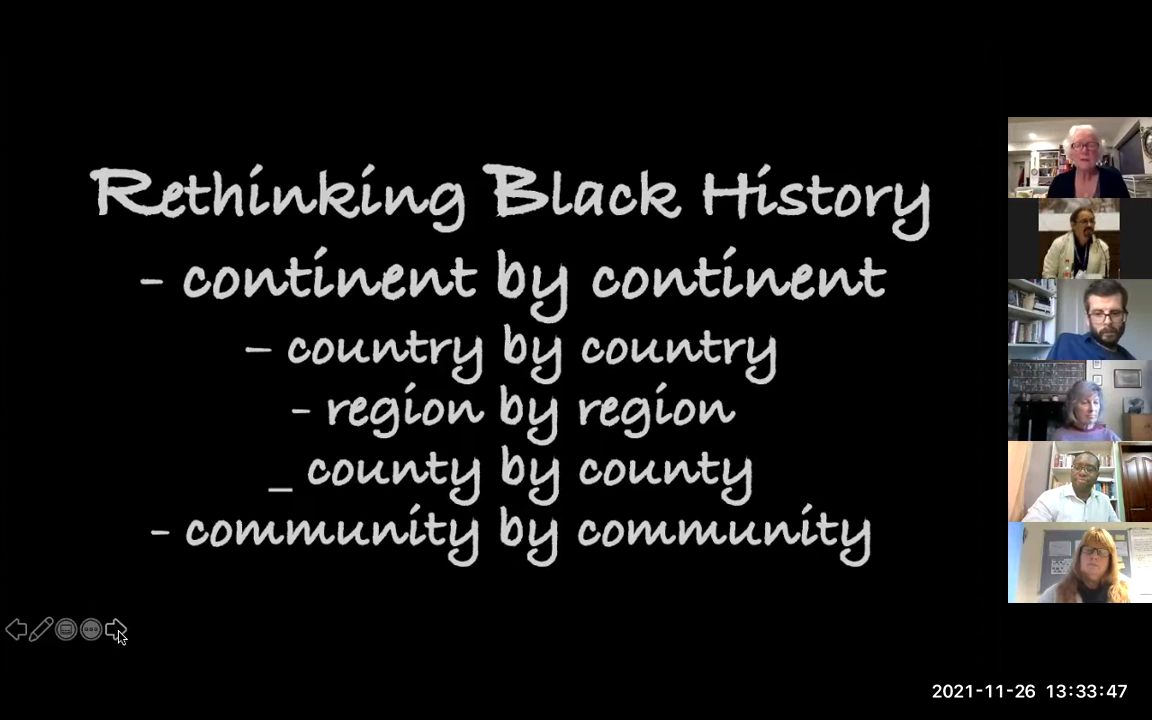 Rethinking Black History
- continent by continent
– country by country
- region by region
_ county by county
- community by community
2021-11-26 13:33:47